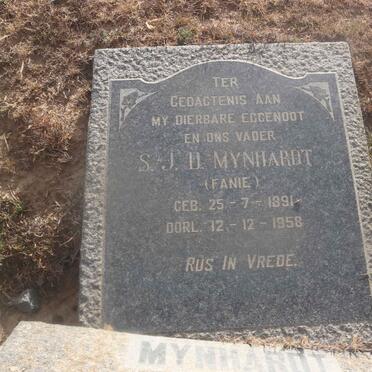 TER
GEDAGTENIS AAN
MY DIERBARE EGGENOOT
EN ONS VADER
S. J. D. MYNHARDT
(FANIE)
GEB. 25-7-1891
OORL. 12-12-1958
RUS IN VREDE.
MYNHARDT